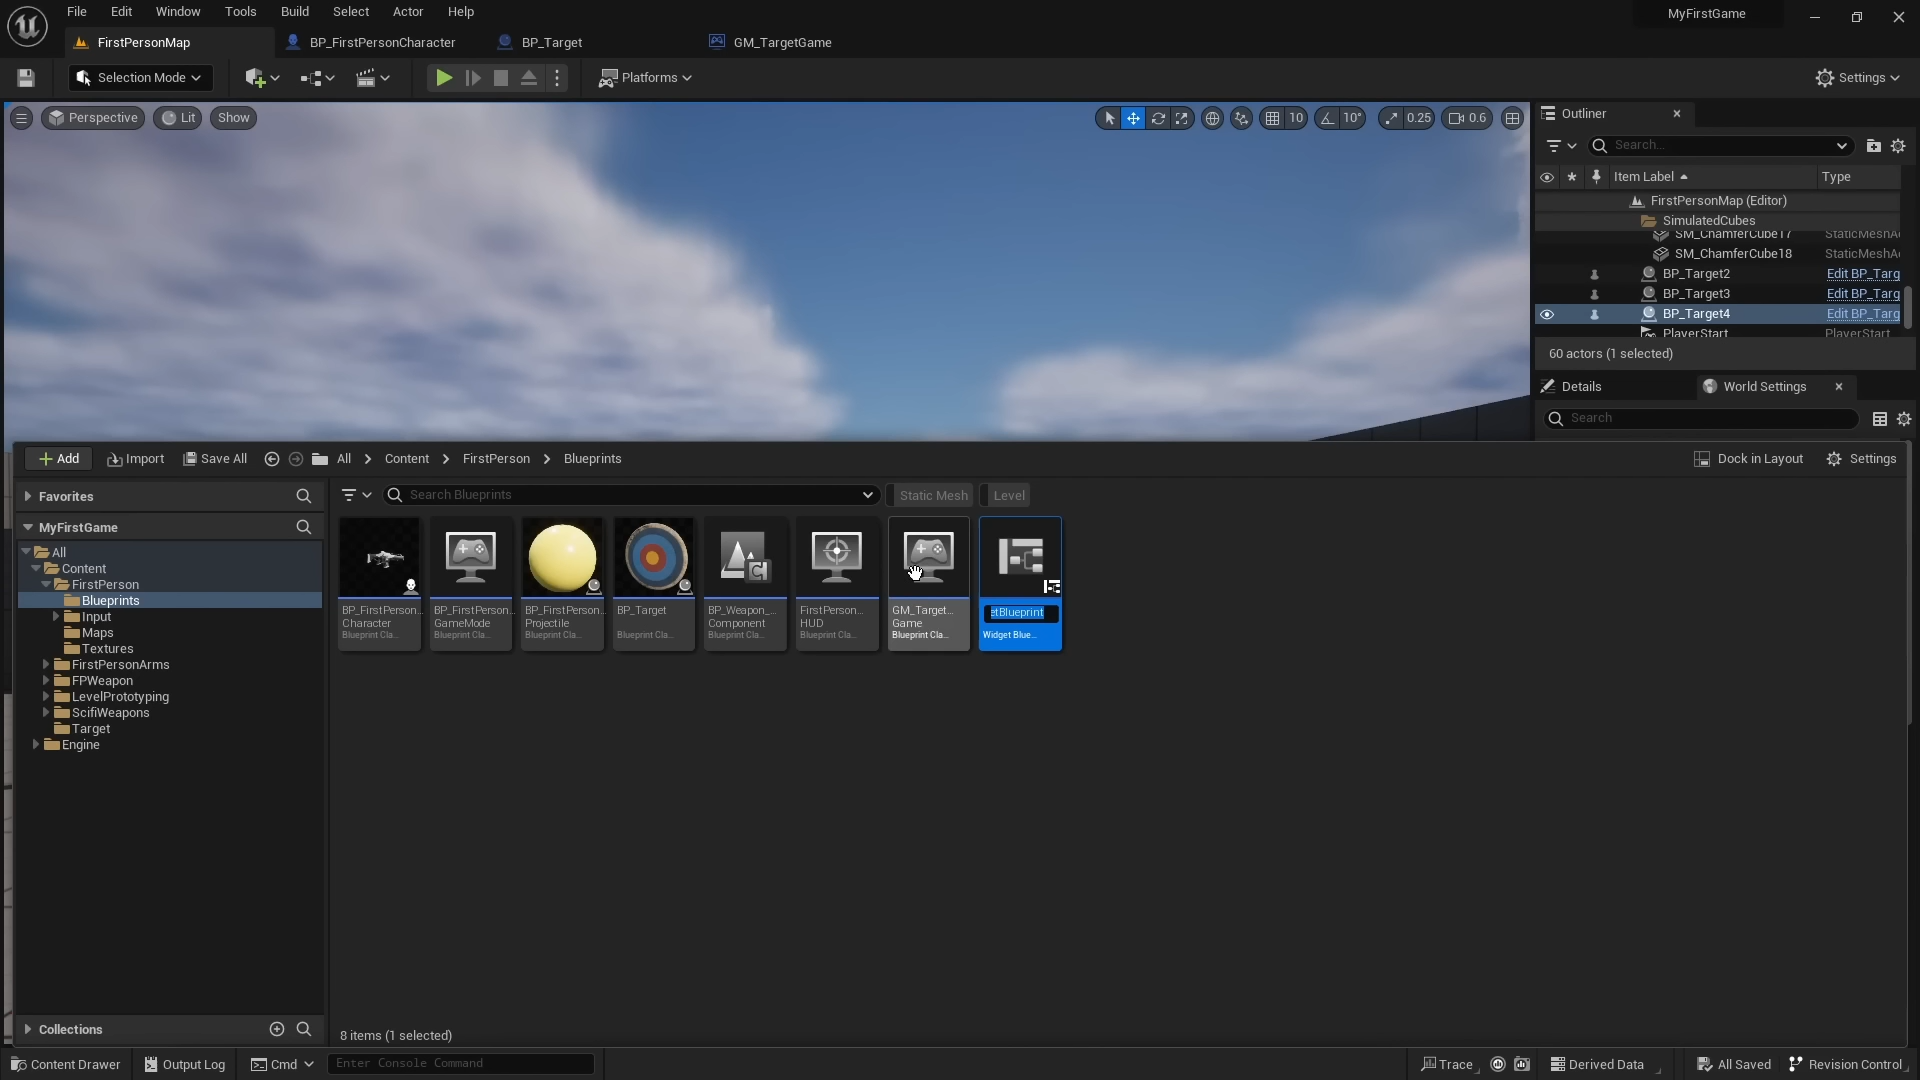 File Edit Window Tools Build Select Actor Help
MyFirstGame
FirstPersonMap BP_FirstPersonCharacter BP_Target GM_TargetGame
Selection Mode Platforms Settings
Perspective Lit Show 10 10° 0.25 0.6
Outliner
Search...
Item Label Type
FirstPersonMap (Editor)
SimulatedCubes
SM_ChamferCube17 StaticMeshA
SM_ChamferCube18 StaticMeshA
BP_Target2 Edit BP_Targ
BP_Target3 Edit BP_Targ
BP_Target4 Edit BP_Targ
PlayerStart PlayerStart
60 actors (1 selected)
Details World Settings
Search
Add Import Save All All Content FirstPerson Blueprints Dock in Layout Settings
Favorites
Search Blueprints Static Mesh Level
MyFirstGame
All
Content
FirstPerson
Blueprints
Input
Maps
Textures
FirstPersonArms
FPWeapon
LevelPrototyping
ScifiWeapons
Target
Engine
BP_FirstPerson...
Character
Blueprint Cla...
BP_FirstPerson...
GameMode
Blueprint Cla...
BP_FirstPerson...
Projectile
Blueprint Cla...
BP_Target
Blueprint Cla...
BP_Weapon_...
Component
Blueprint Cla...
FirstPerson...
HUD
Blueprint Cla...
GM_Target...
Game
Blueprint Cla...
etBlueprint
Widget Blue...
Collections
8 items (1 selected)
Content Drawer Output Log Cmd Enter Console Command Trace Derived Data All Saved Revision Control